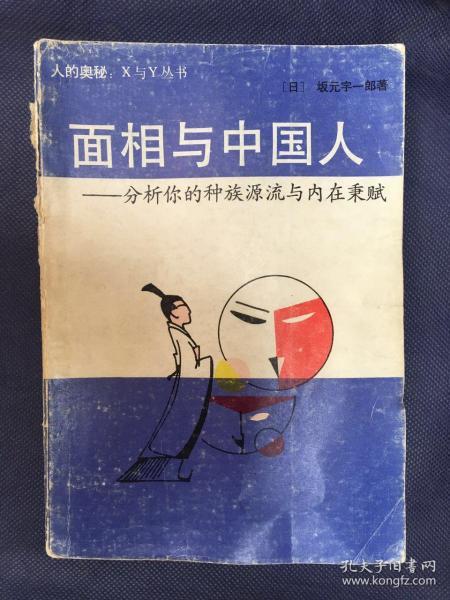 人的奥秘：X与Y丛书
［日］ 坂元宇一郎著
面相与中国人
——分析你的种族源流与内在秉赋
孔夫子旧书网
www.kongfz.com